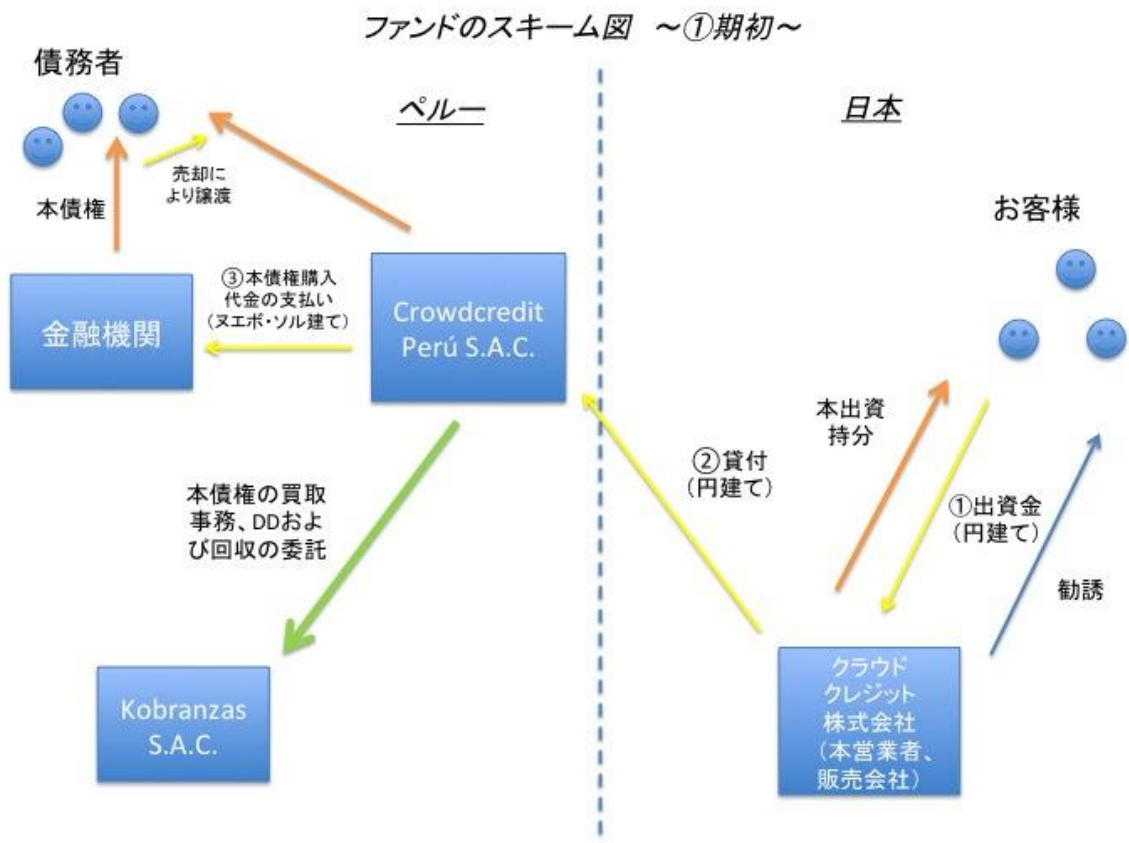 ファンドのスキーム図 ~①期初~
債務者
ペルー
日本
売却に
より譲渡
本債権
お客様
③本債権購入
代金の支払い
(ヌエボ・ソル建て)
金融機関
Crowdcredit
Perú S.A.C.
本出資
持分
②貸付
(円建て)
①出資金
(円建て)
本債権の買取
事務、DDおよ
び回収の委託
勧誘
Kobranzas
S.A.C.
クラウド
クレジット
株式会社
(本営業者、
販売会社)